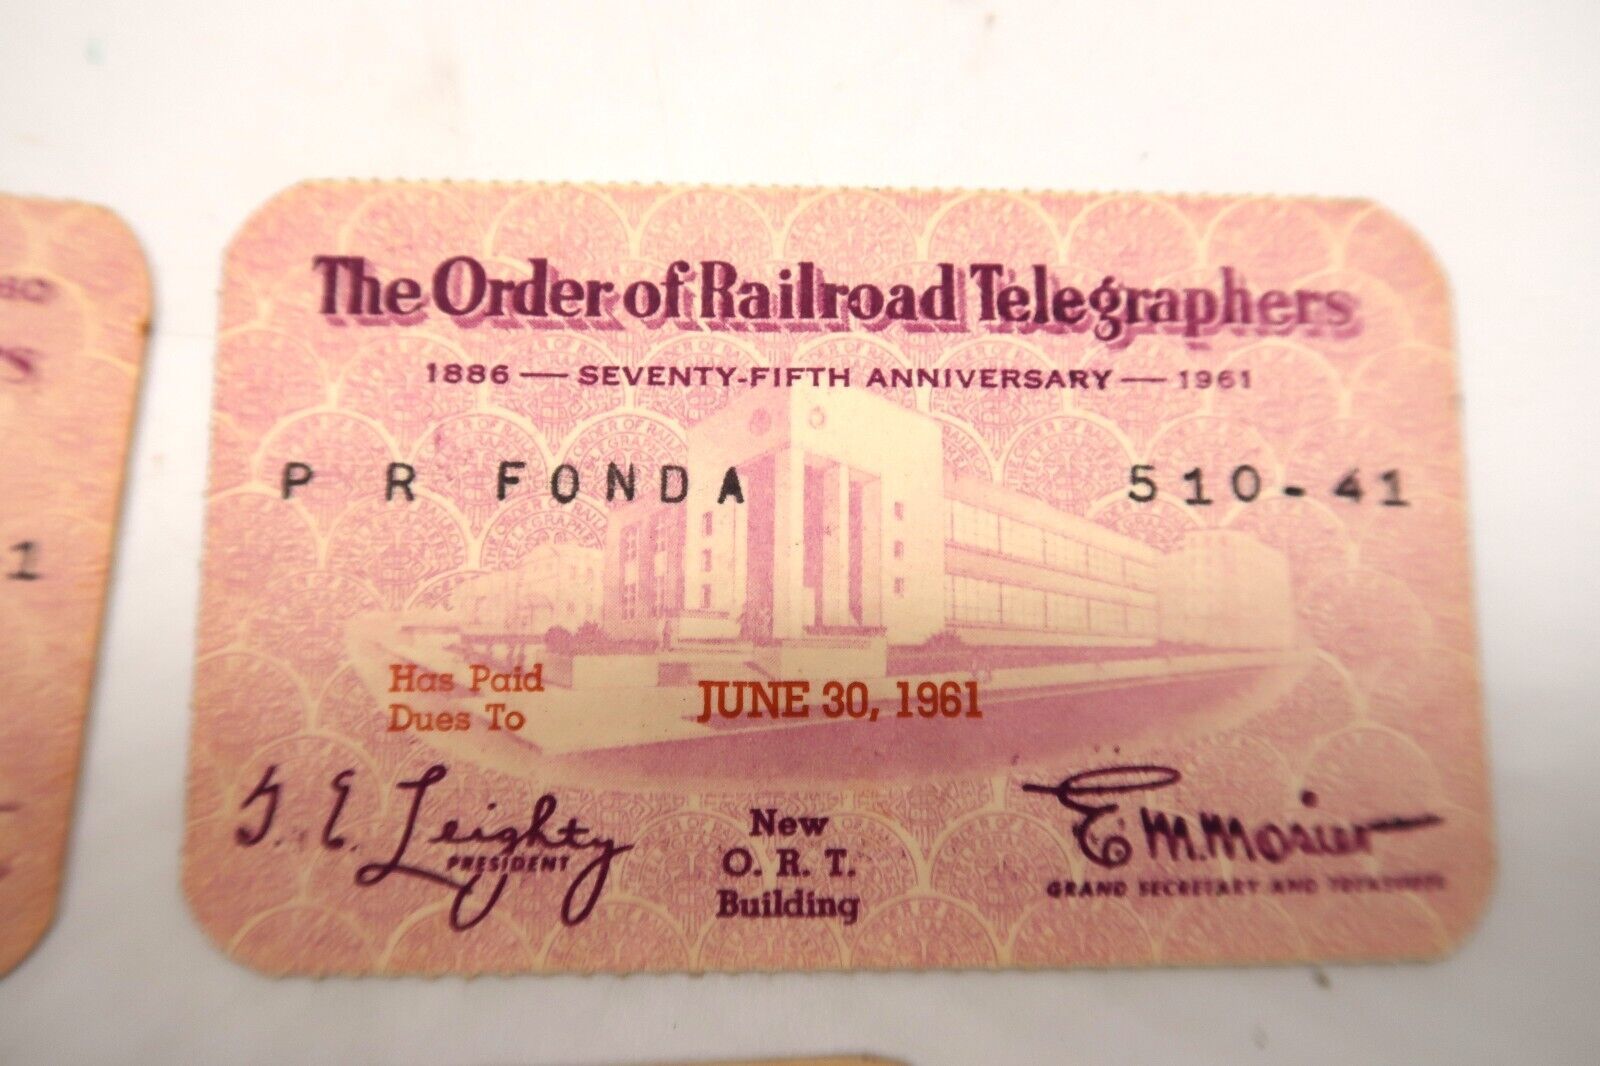 The Order of Railroad Telegraphers
1886 — SEVENTY-FIFTH ANNIVERSARY — 1961
P R FONDA 510-41
Has Paid
Dues To
JUNE 30, 1961
G. E. Leighty
PRESIDENT
New
O. R. T.
Building
E. M. Mosier
GRAND SECRETARY AND TREASURER
1